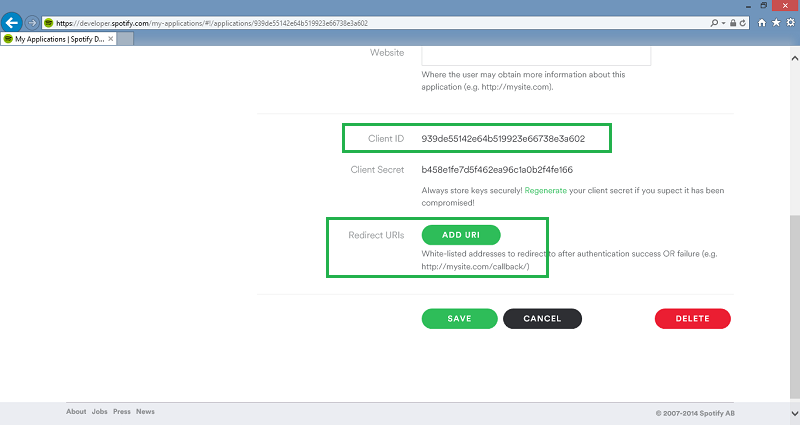 https://developer.spotify.com/my-applications/#!/applications/939de55142e64b519923e66738e3a602
My Applications | Spotify D...
Website
Where the user may obtain more information about this
application (e.g. http://mysite.com).
Client ID 939de55142e64b519923e66738e3a602
Client Secret b458e1fe7d5f462ea96c1a0b2f4fe166
Always store keys securely! Regenerate your client secret if you supect it has been
compromised!
Redirect URIs ADD URI
White-listed addresses to redirect to after authentication success OR failure (e.g.
http://mysite.com/callback/)
SAVE CANCEL DELETE
About Jobs Press News © 2007-2014 Spotify AB